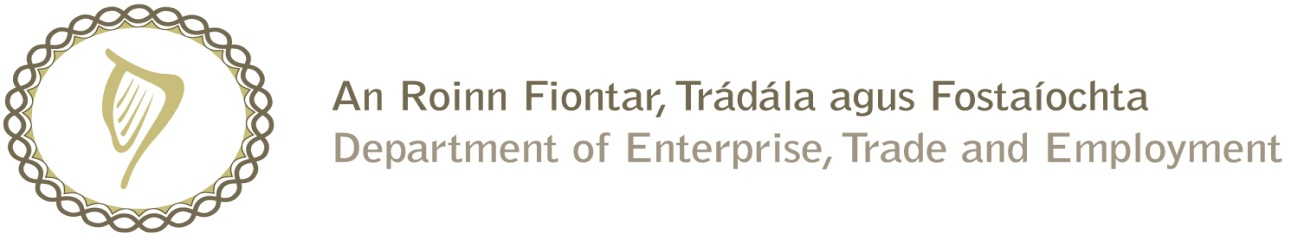 An Roinn Fiontar, Trádála agus Fostaíochta
Department of Enterprise, Trade and Employment